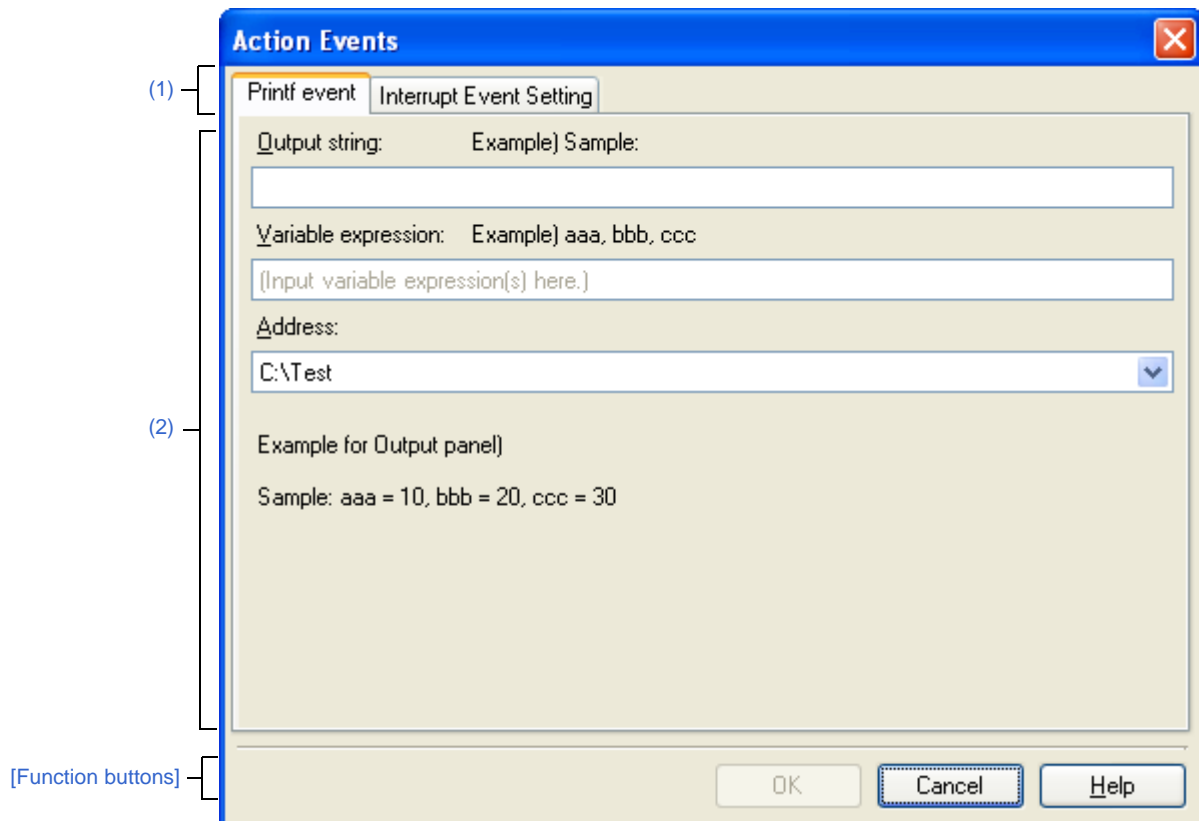 Action Events
(1)
Printf event Interrupt Event Setting
Output string: Example) Sample:
Variable expression: Example) aaa, bbb, ccc
(Input variable expression(s) here.)
Address:
C:\Test
(2)
Example for Output panel)
Sample: aaa = 10, bbb = 20, ccc = 30
[Function buttons]
OK Cancel Help